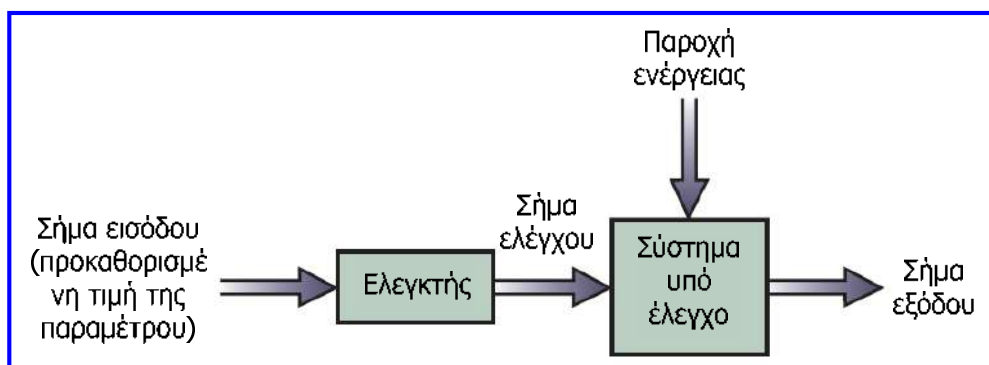 Παροχή
ενέργειας
Σήμα εισόδου
(προκαθορισμέ
νη τιμή της
παραμέτρου)
Ελεγκτής
Σήμα
ελέγχου
Σύστημα
υπό
έλεγχο
Σήμα
εξόδου